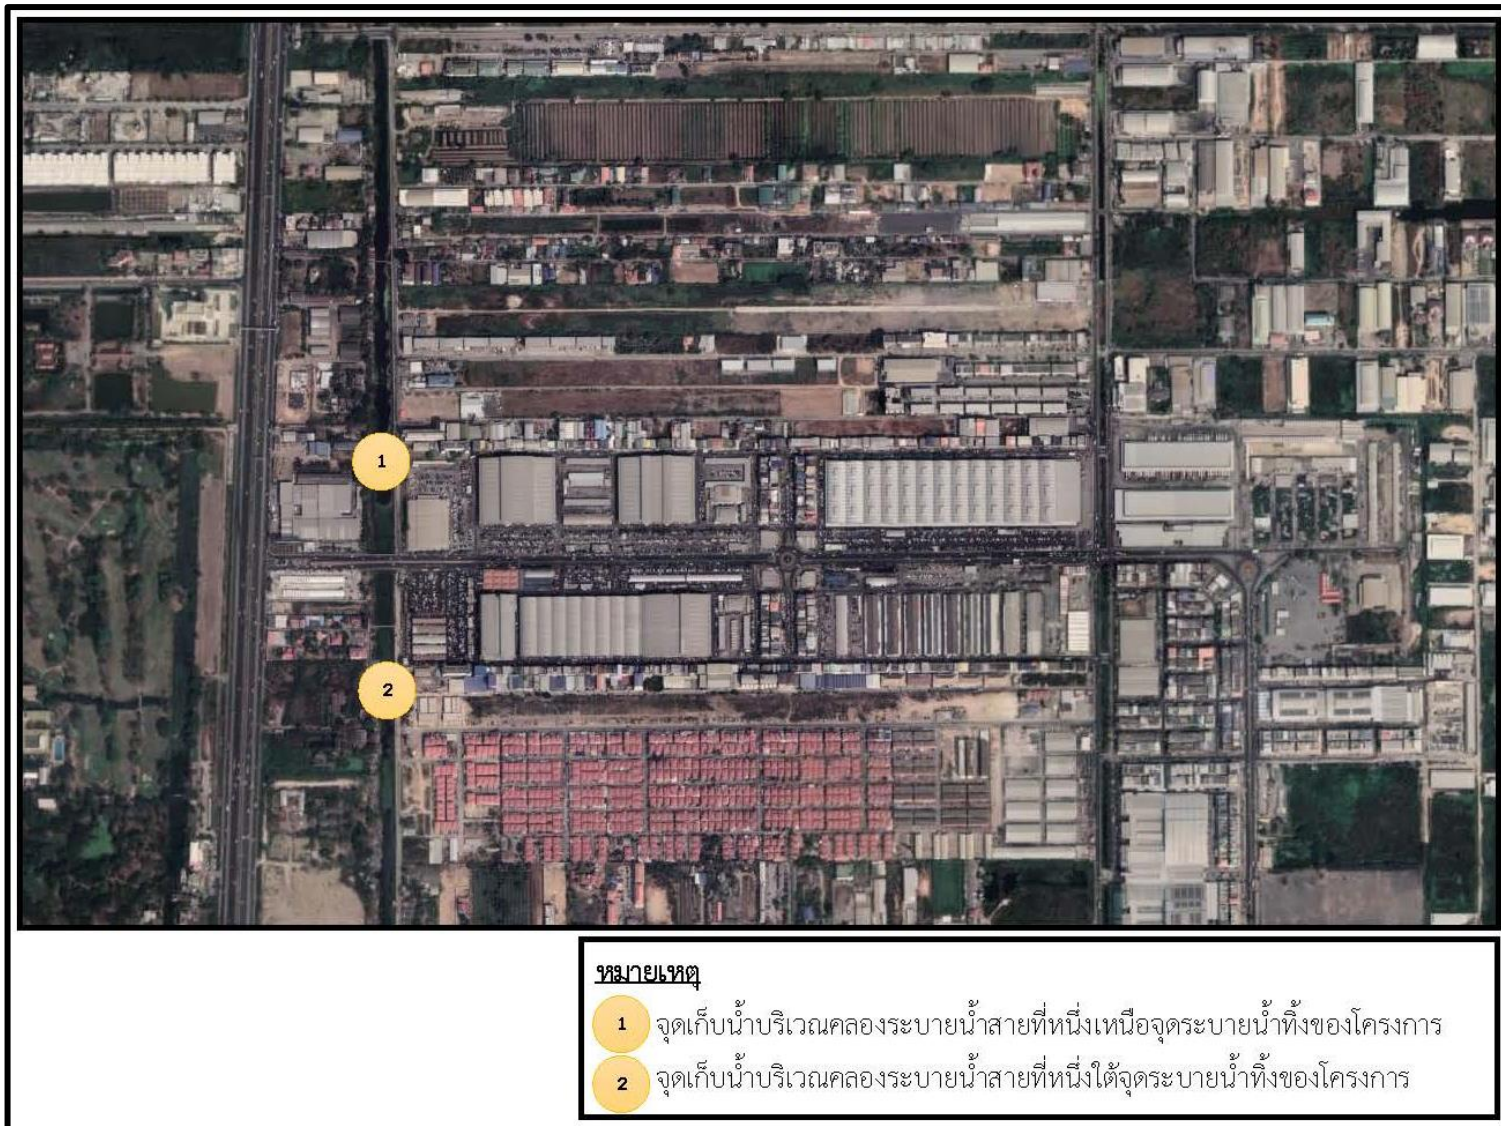 1
2
หมายเหตุ
1 จุดเก็บน้ำบริเวณคลองระบายน้ำสายที่หนึ่งเหนือจุดระบายน้ำทิ้งของโครงการ
2 จุดเก็บน้ำบริเวณคลองระบายน้ำสายที่หนึ่งใต้จุดระบายน้ำทิ้งของโครงการ